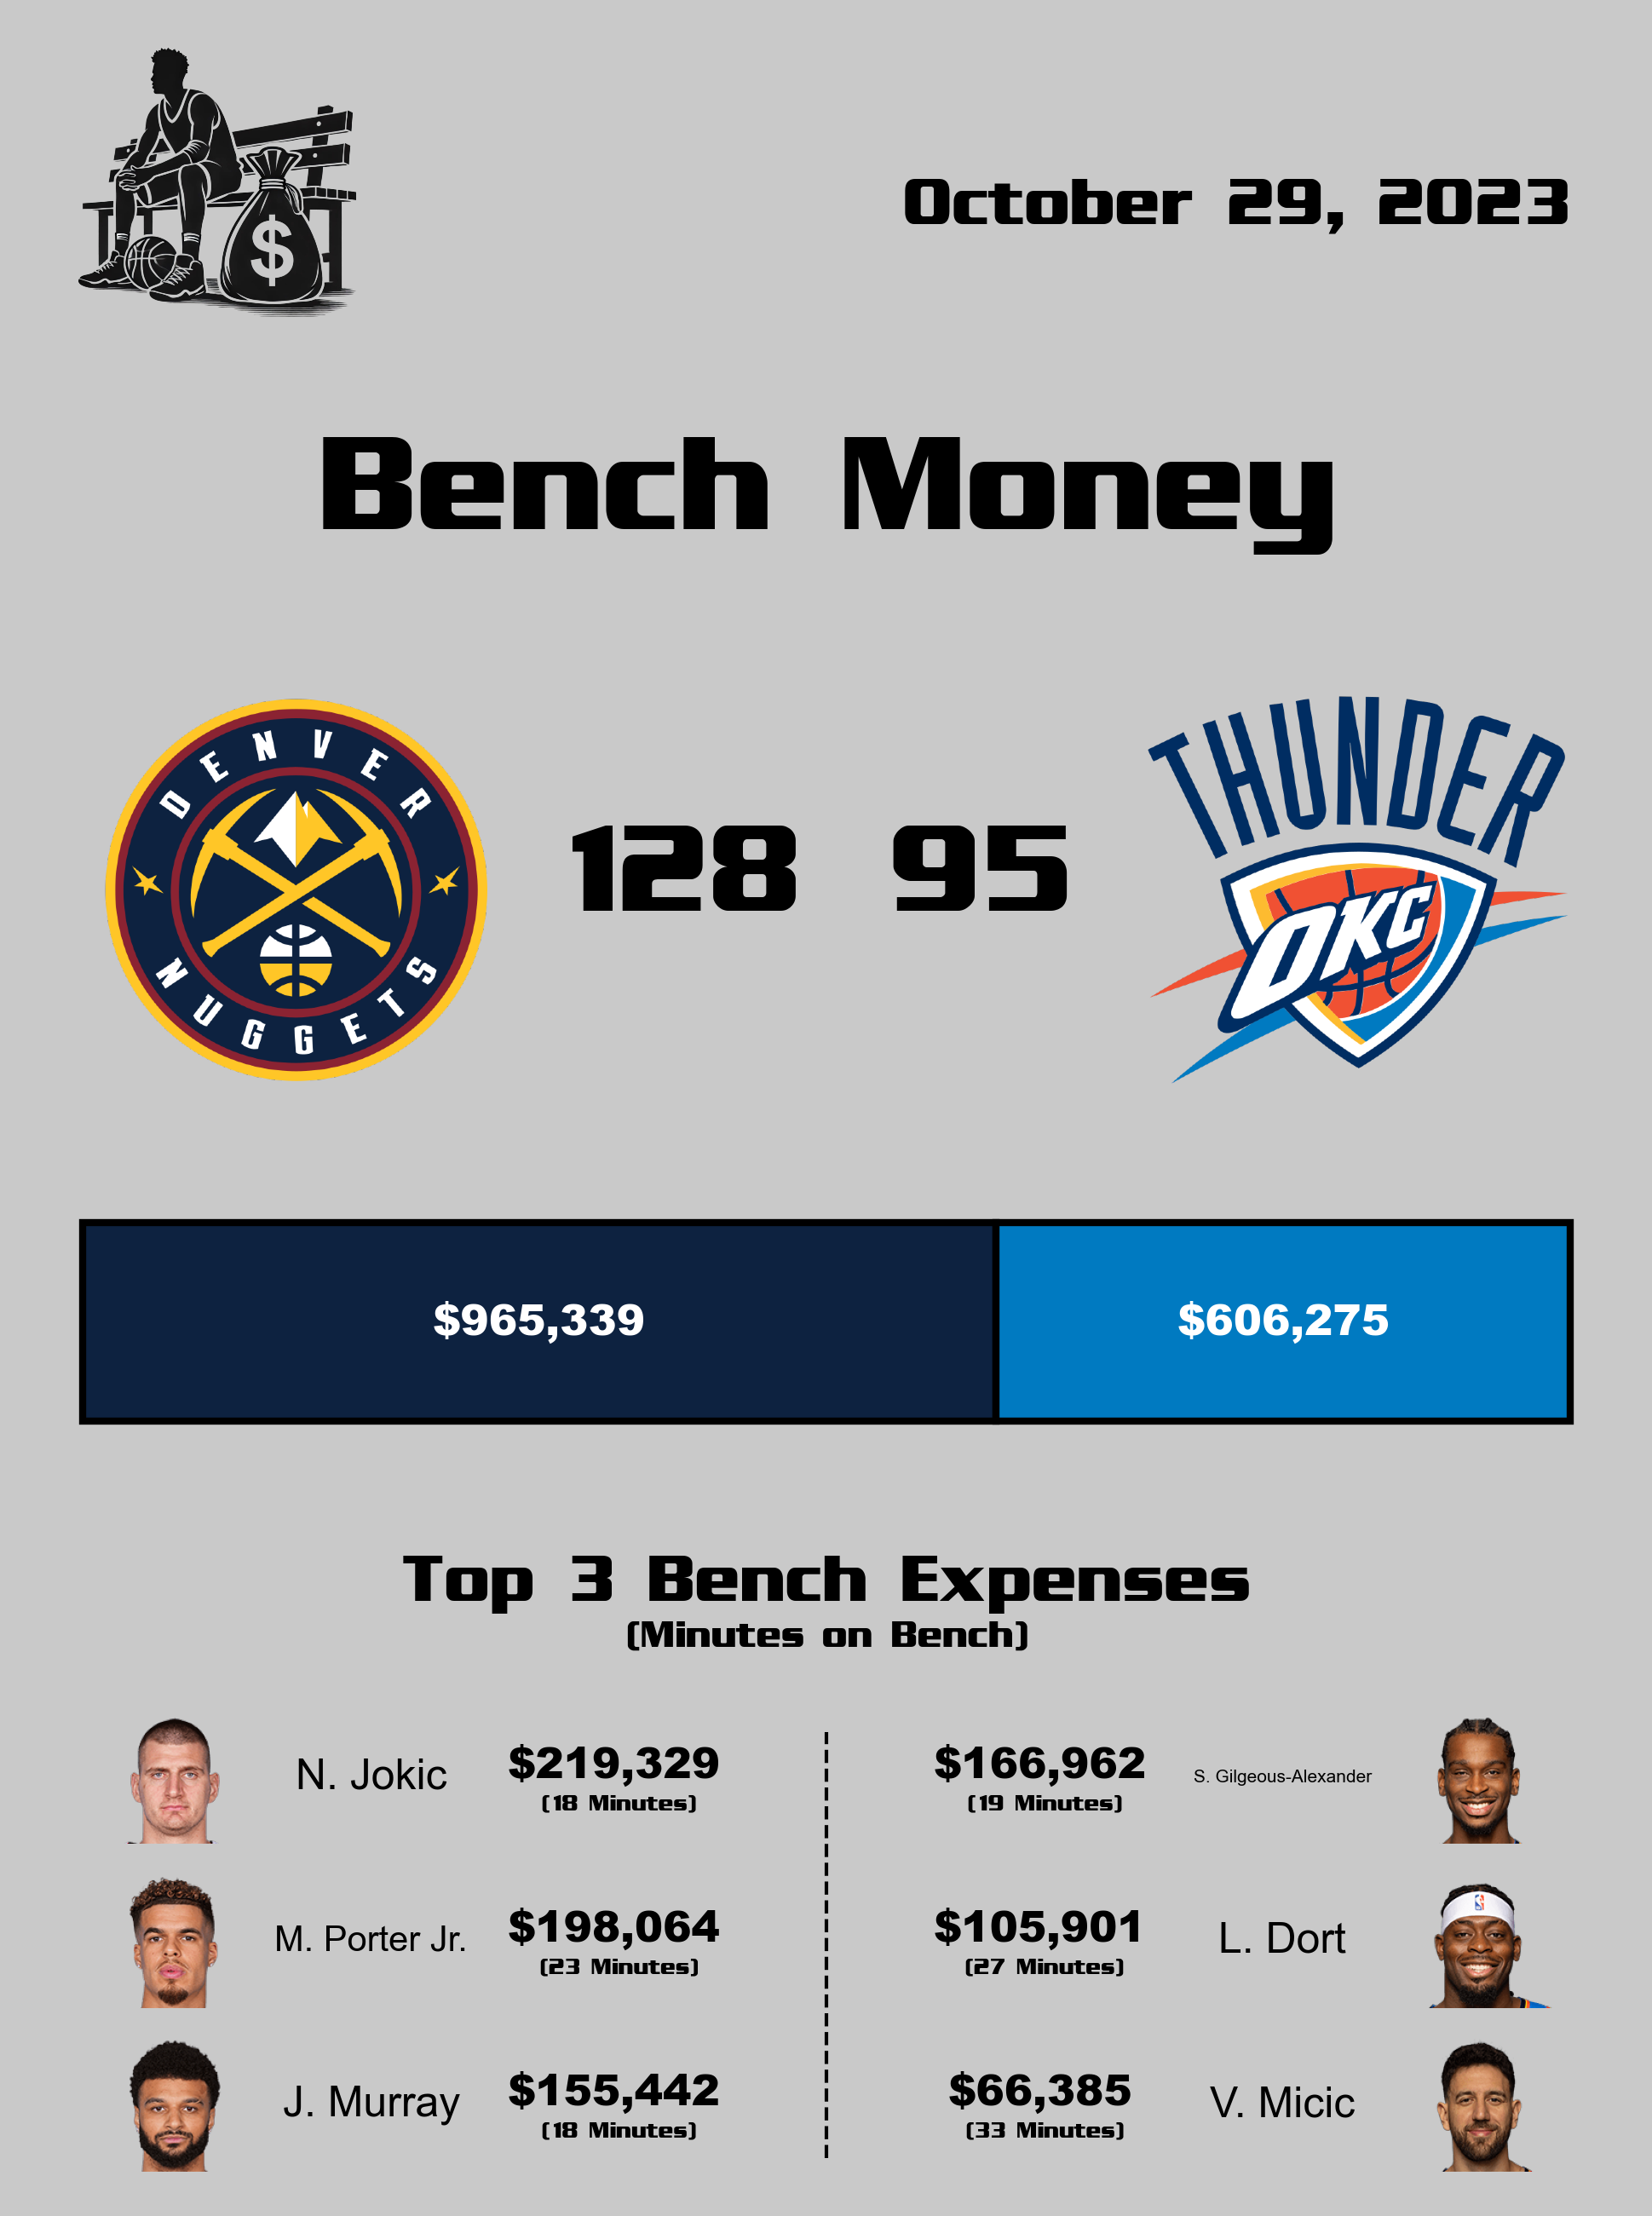 $
October 29, 2023
Bench Money
DENVER
NUGGETS
128 95
THUNDER
OKC
$965,339 $606,275
Top 3 Bench Expenses
(Minutes on Bench)
N. Jokic $219,329 $166,962 S. Gilgeous-Alexander
(18 Minutes) (19 Minutes)
M. Porter Jr. $198,064 $105,901 L. Dort
(23 Minutes) (27 Minutes)
J. Murray $155,442 $66,385 V. Micic
(18 Minutes) (33 Minutes)